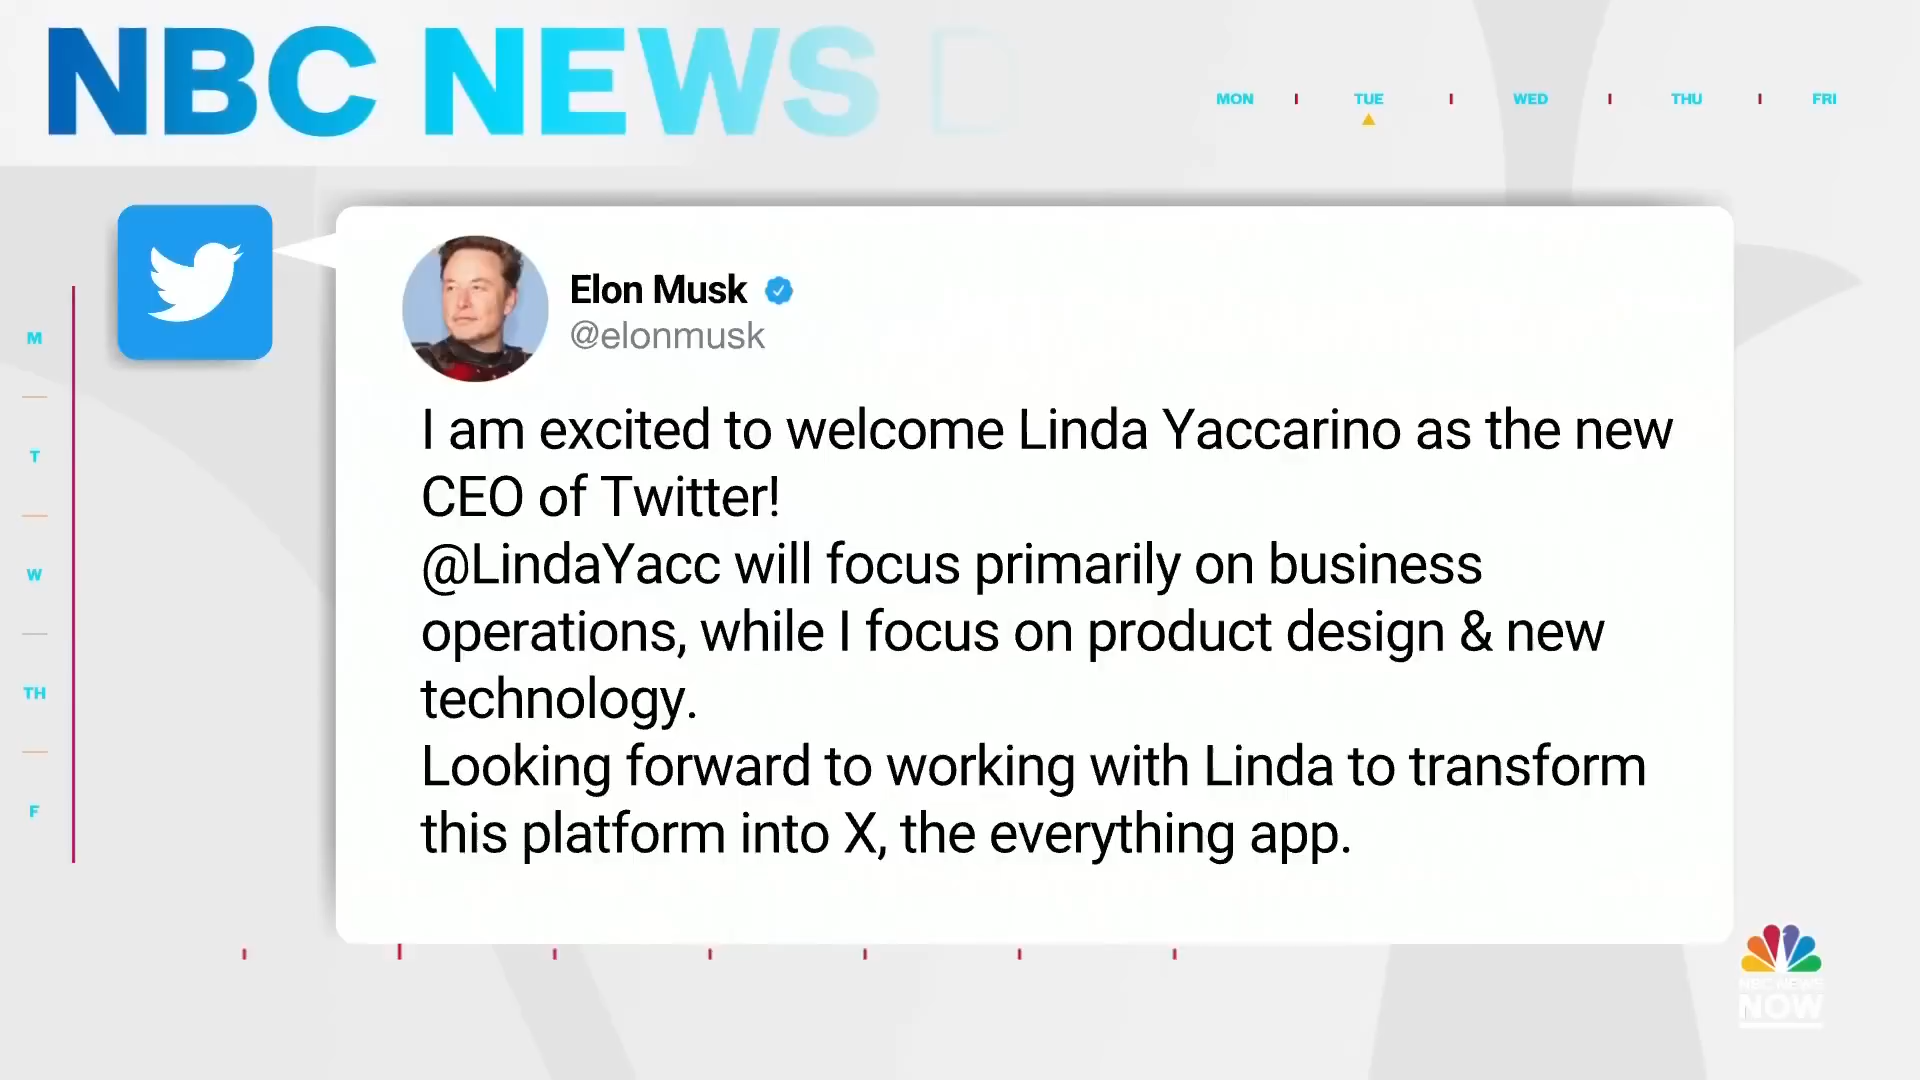 NBC NEWS D
MON TUE WED THU FRI
Elon Musk
@elonmusk
I am excited to welcome Linda Yaccarino as the new
CEO of Twitter!
@LindaYacc will focus primarily on business
operations, while I focus on product design & new
technology.
Looking forward to working with Linda to transform
this platform into X, the everything app.
M
T
W
TH
F
NBC NEWS
NOW